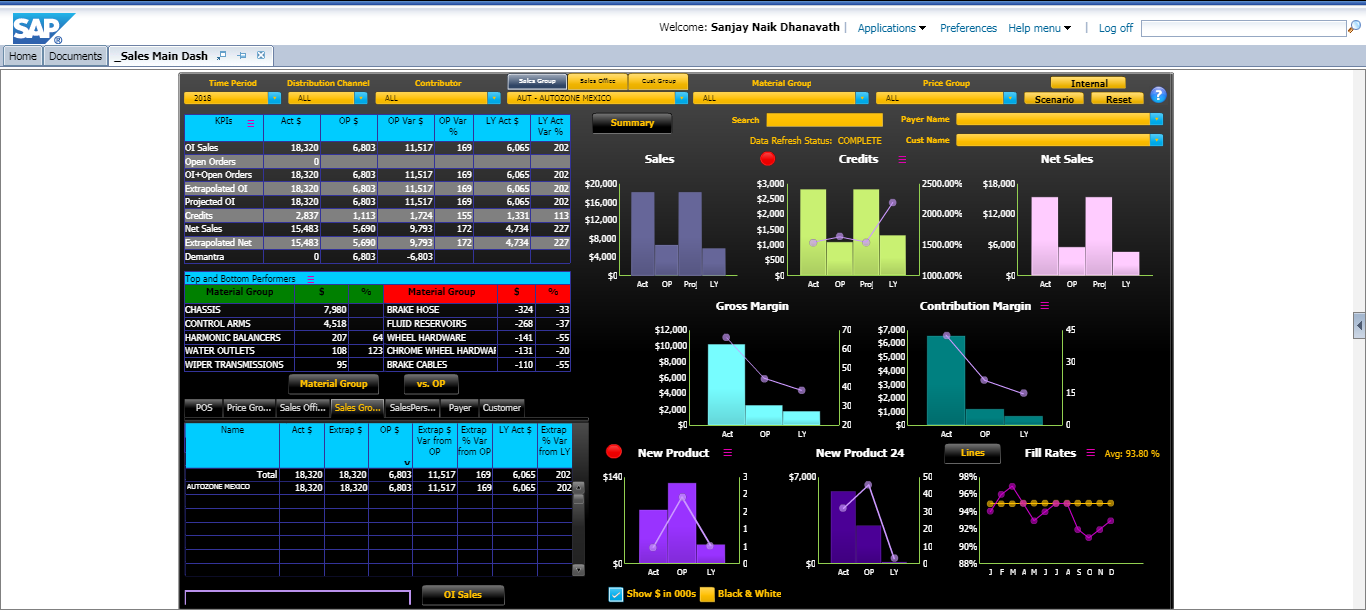 SAP ®
Welcome: Sanjay Naik Dhanavath | Applications Preferences Help menu | Log off
Home Documents _Sales Main Dash
Time Period Distribution Channel Contributor Sales Group Sales Office Cust Group Material Group Price Group Internal
2018 ALL ALL AUT - AUTOZONE MEXICO ALL ALL Scenario Reset ?
KPIs Act $ OP $ OP Var $ OP Var % LY Act $ LY Act Var %
OI Sales 18,320 6,803 11,517 169 6,065 202
Open Orders 0
OI+Open Orders 18,320 6,803 11,517 169 6,065 202
Extrapolated OI 18,320 6,803 11,517 169 6,065 202
Projected OI 18,320 6,803 11,517 169 6,065 202
Credits 2,837 1,113 1,724 155 1,331 113
Net Sales 15,483 5,690 9,793 172 4,734 227
Extrapolated Net 15,483 5,690 9,793 172 4,734 227
Demantra 0 6,803 -6,803
Summary Search Payer Name
Data Refresh Status: COMPLETE Cust Name
Sales
$20,000
$16,000
$12,000
$8,000
$4,000
$0
Act OP Proj LY
Credits
$3,000 2500.00%
$2,500
$2,000 2000.00%
$1,500
$1,000 1500.00%
$500
$0 1000.00%
Act OP Proj LY
Net Sales
$18,000
$12,000
$6,000
$0
Act OP Proj LY
Top and Bottom Performers
Material Group $ % Material Group $ %
CHASSIS 7,980 BRAKE HOSE -324 -33
CONTROL ARMS 4,518 FLUID RESERVOIRS -268 -37
HARMONIC BALANCERS 207 64 WHEEL HARDWARE -141 -55
WATER OUTLETS 108 123 CHROME WHEEL HARDWAR -131 -20
WIPER TRANSMISSIONS 95 BRAKE CABLES -110 -55
Material Group vs. OP
Gross Margin
$12,000 70
$10,000 60
$8,000 50
$6,000 40
$4,000 30
$2,000 20
$0
Act OP LY
Contribution Margin
$7,000 45
$6,000
$5,000 30
$4,000
$3,000 15
$2,000
$1,000
$0 0
Act OP LY
POS Price Gro... Sales Offi... Sales Gro... SalesPers... Payer Customer
Name Act $ Extrap $ OP $ Extrap $ Var from OP Extrap % Var from OP LY Act $ Extrap % Var from LY
Total 18,320 18,320 6,803 11,517 169 6,065 202
AUTOZONE MEXICO 18,320 18,320 6,803 11,517 169 6,065 202
OI Sales
New Product
$140 3
2
2
1
1
$0 0
Act OP LY
New Product 24
$7,000 50
40
30
20
10
$0 0
Act OP LY
Lines Fill Rates Avg: 93.80 %
98%
96%
94%
92%
90%
88%
J F M A M J J A S O N D
Show $ in 000s Black & White